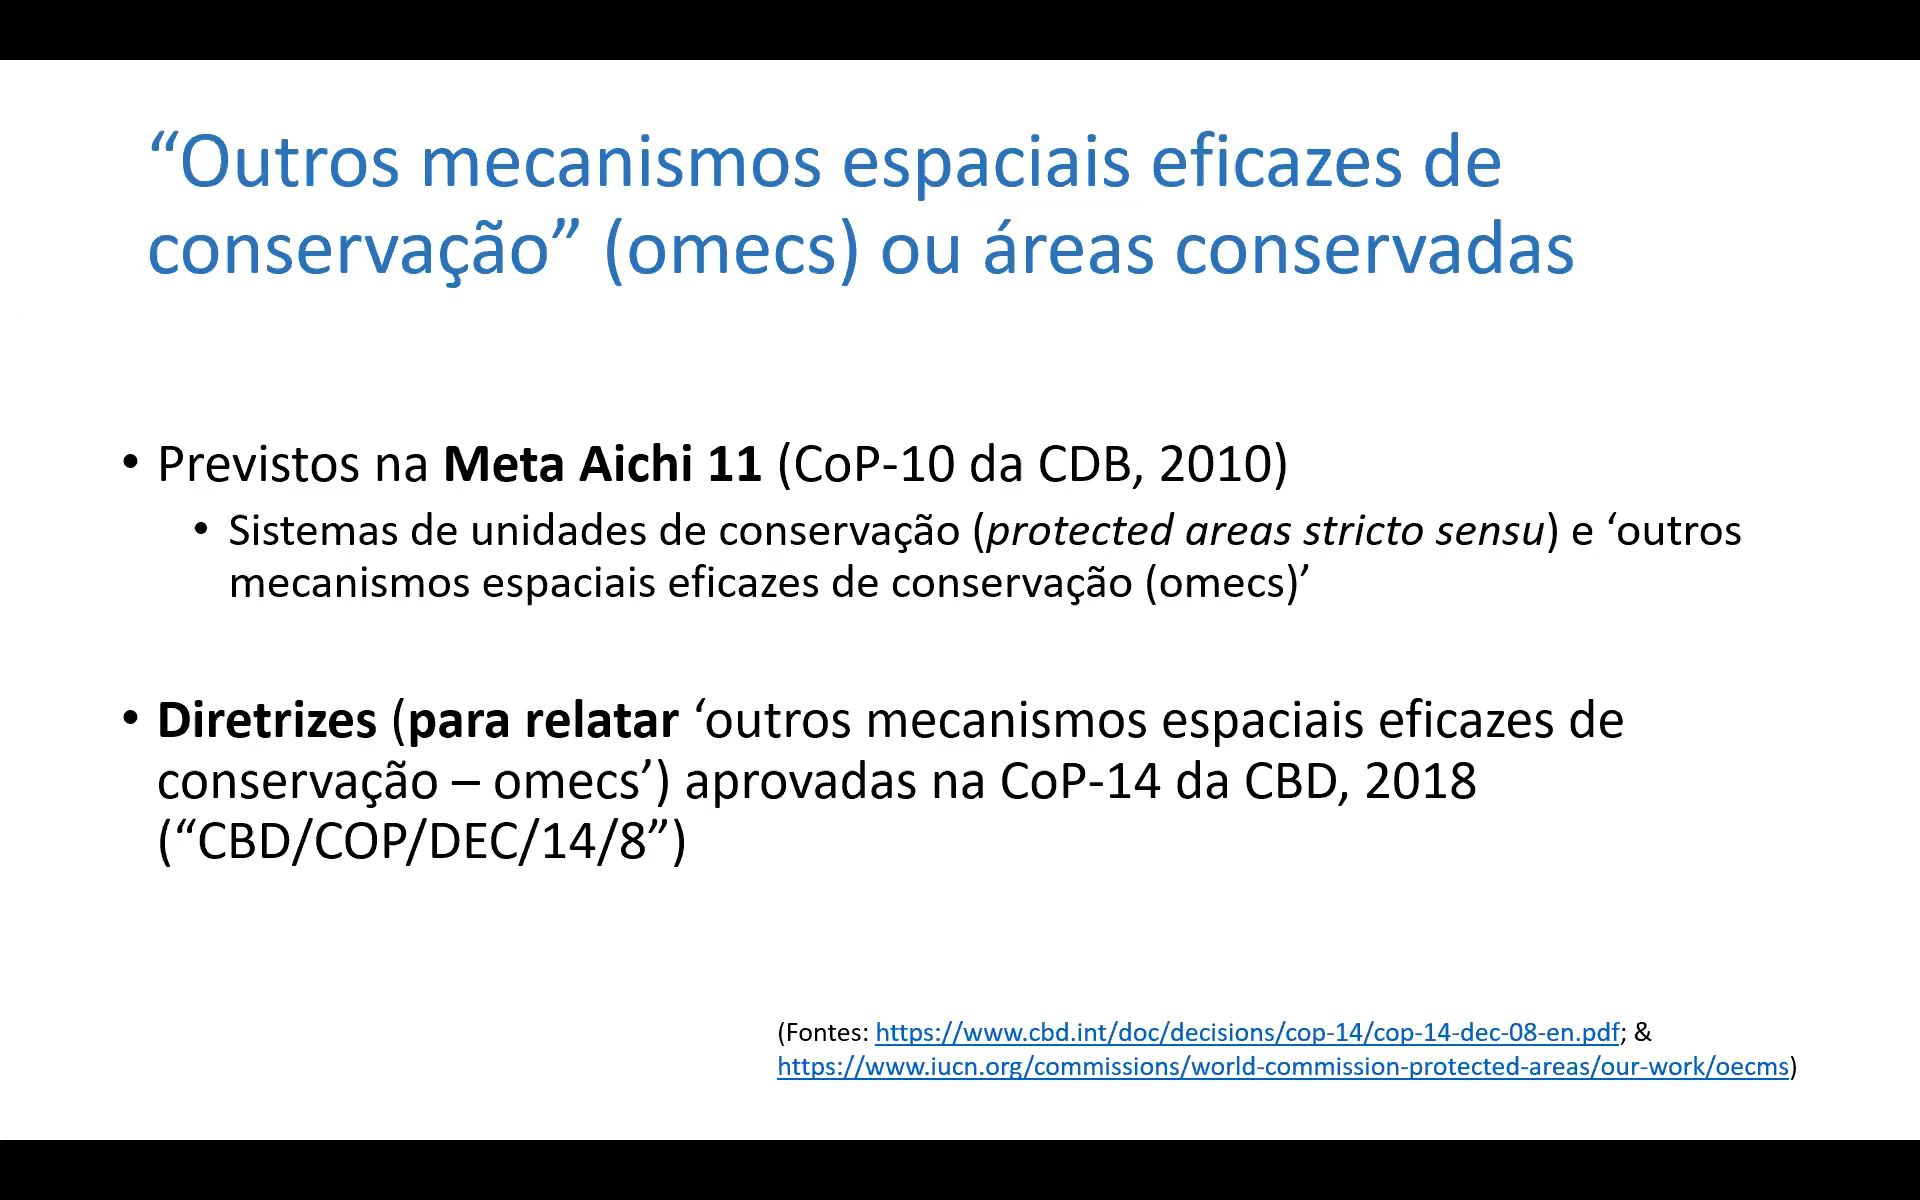 “Outros mecanismos espaciais eficazes de
conservação” (omecs) ou áreas conservadas
• Previstos na Meta Aichi 11 (CoP-10 da CDB, 2010)
• Sistemas de unidades de conservação (protected areas stricto sensu) e ‘outros
mecanismos espaciais eficazes de conservação (omecs)’
• Diretrizes (para relatar ‘outros mecanismos espaciais eficazes de
conservação – omecs’) aprovadas na CoP-14 da CBD, 2018
(“CBD/COP/DEC/14/8”)
(Fontes: https://www.cbd.int/doc/decisions/cop-14/cop-14-dec-08-en.pdf; &
https://www.iucn.org/commissions/world-commission-protected-areas/our-work/oecms)